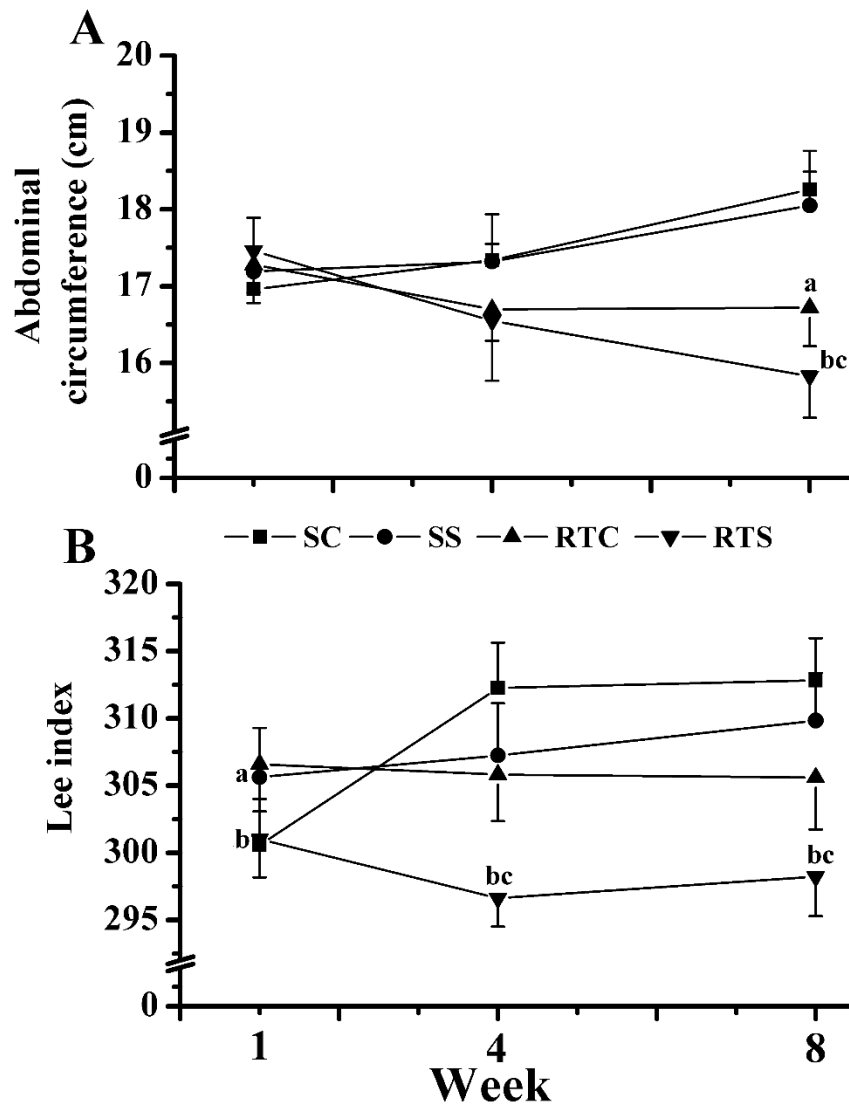 A
Abdominal
circumference (cm)
20
19
18
17
16
0
a
bc
SC SS RTC RTS
B
Lee index
320
315
310
305
300
295
0
a
b
bc
bc
1 4 8
Week